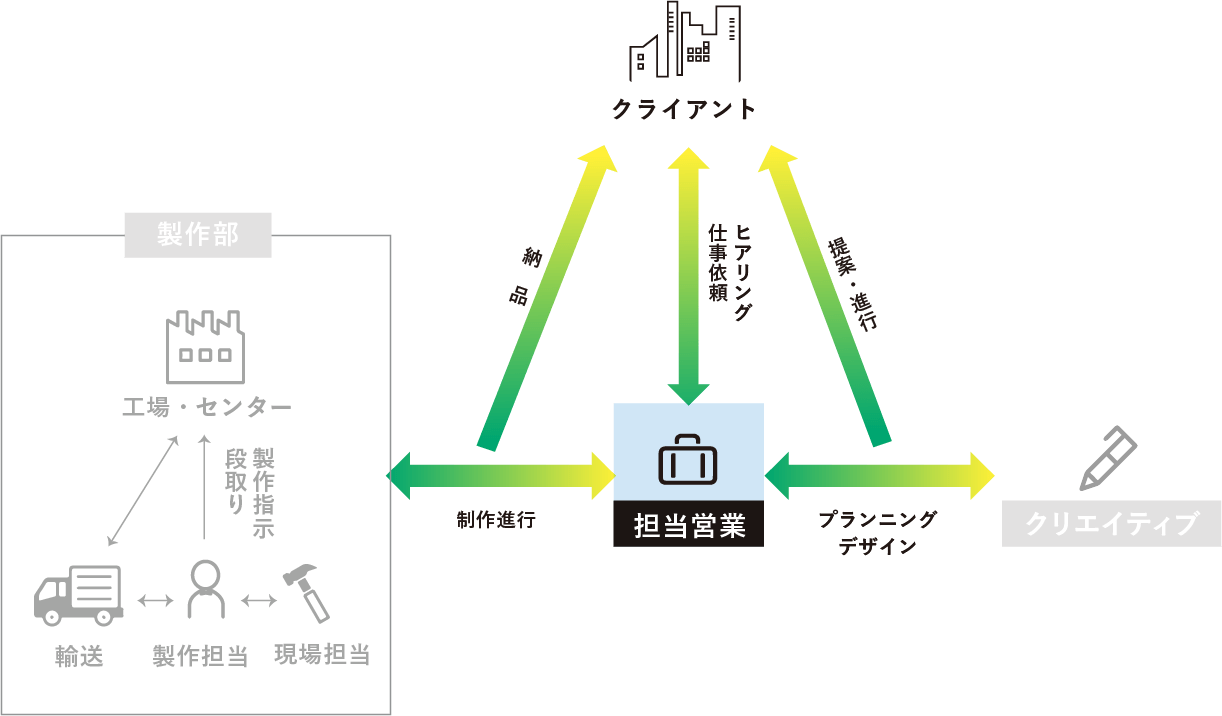 クライアント
製作部
納品
ヒアリング
仕事依頼
提案・進行
工場・センター
製作指示
段取り
制作進行
担当営業
プランニング
デザイン
クリエイティブ
輸送
製作担当
現場担当